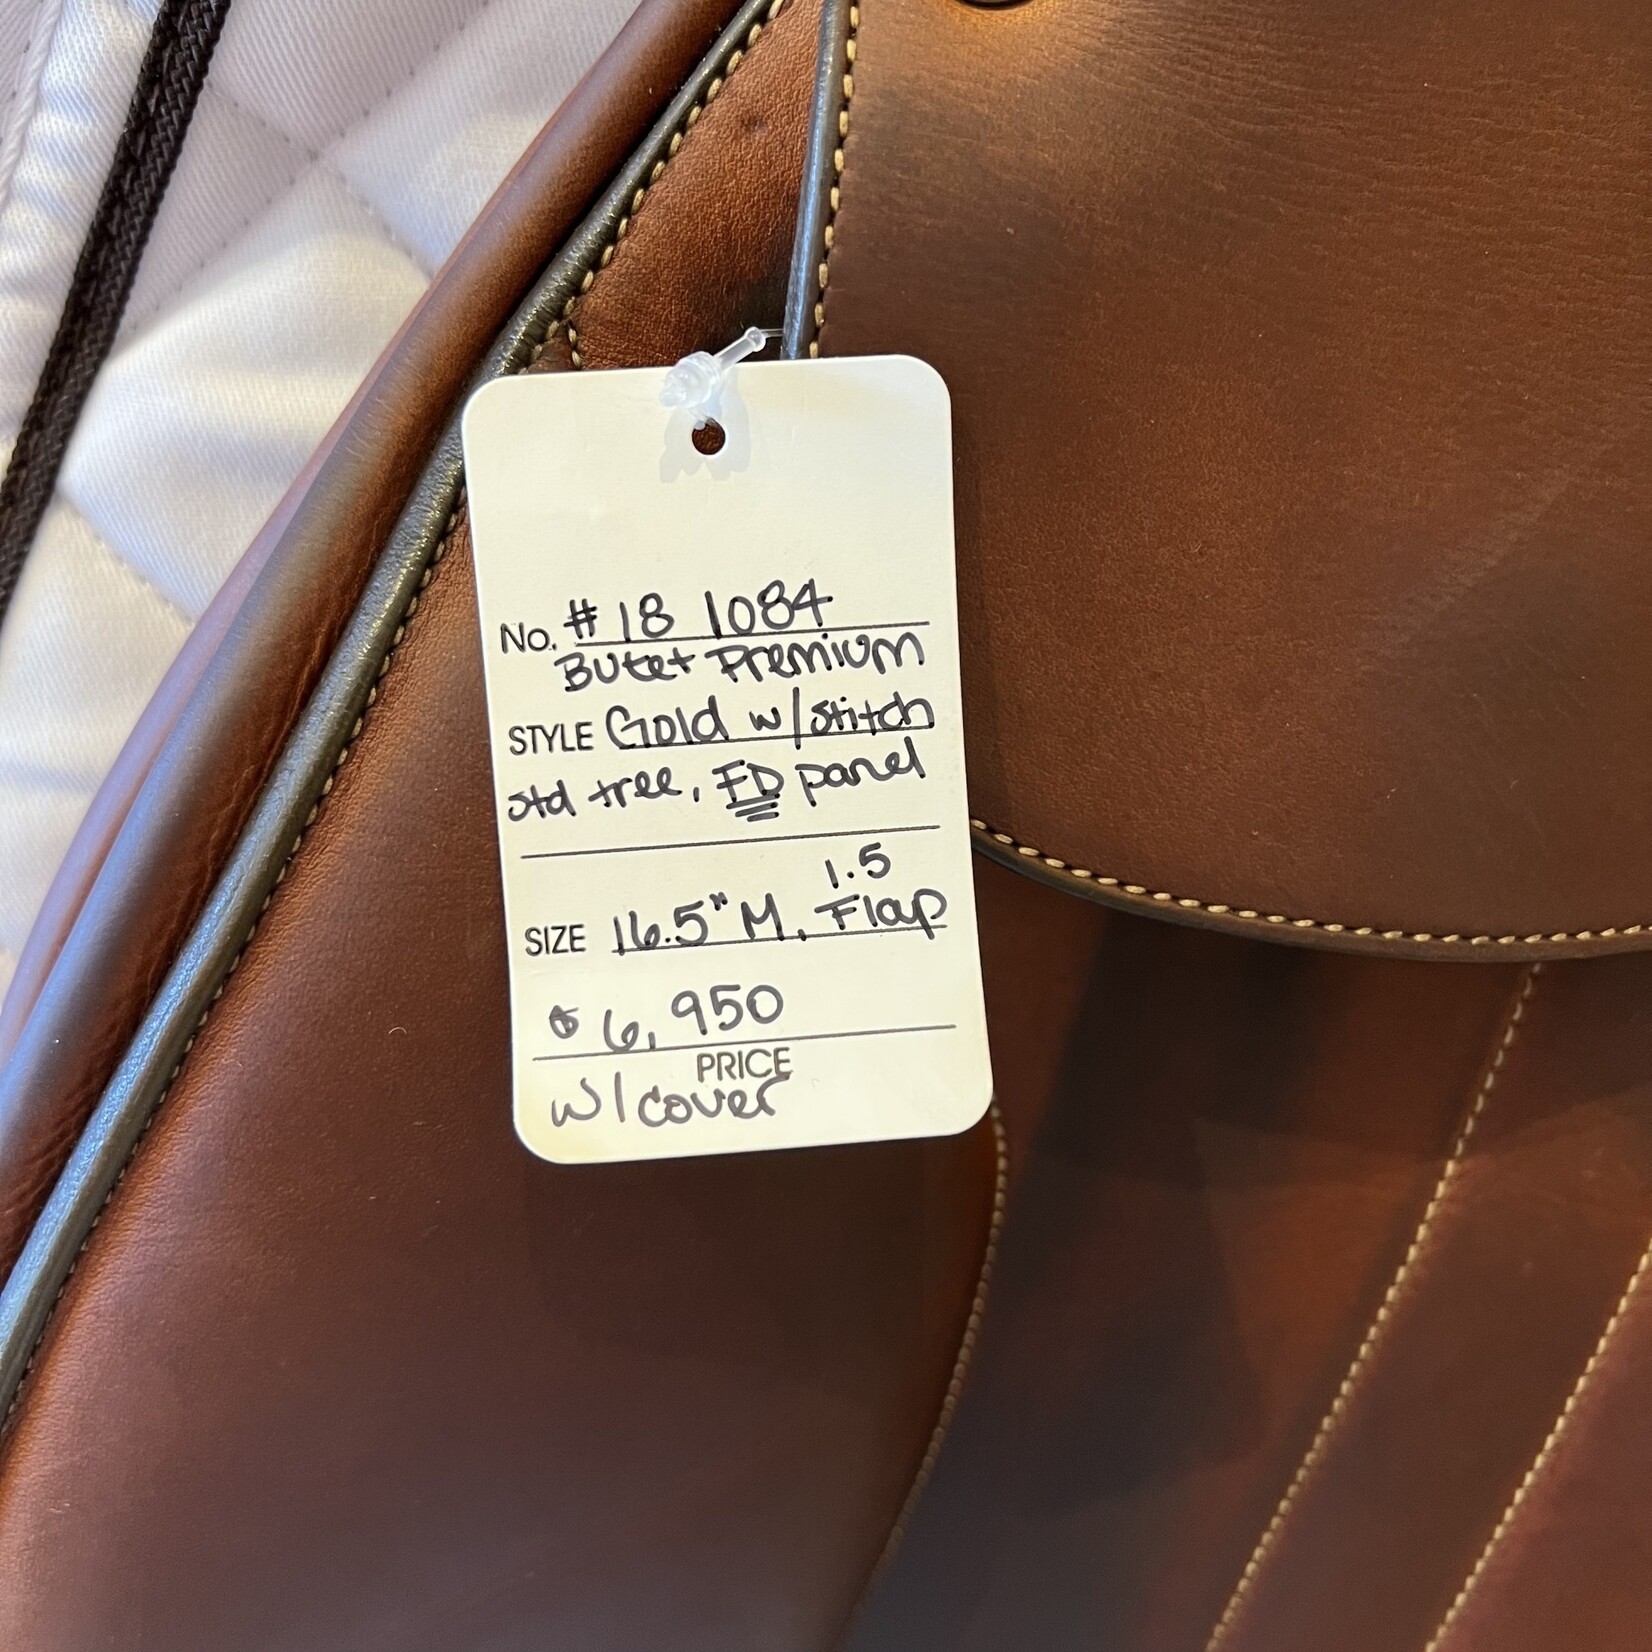 No. #18 1084
Butet Premium
STYLE Gold w/stitch
std tree, FD panel
1.5
SIZE 16.5" M, Flap
$6,950
PRICE
w/cover